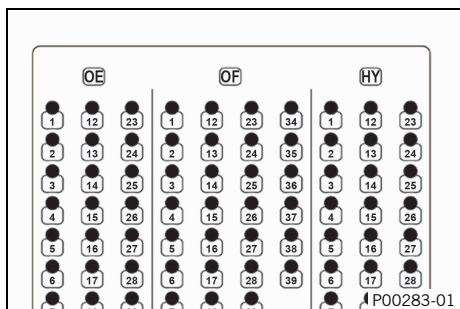 OE OF HY
1 12 23 1 12 23 34 1 12 23
2 13 24 2 13 24 35 2 13 24
3 14 25 3 14 25 36 3 14 25
4 15 26 4 15 26 37 4 15 26
5 16 27 5 16 27 38 5 16 27
6 17 28 6 17 28 39 6 17 28
P00283-01